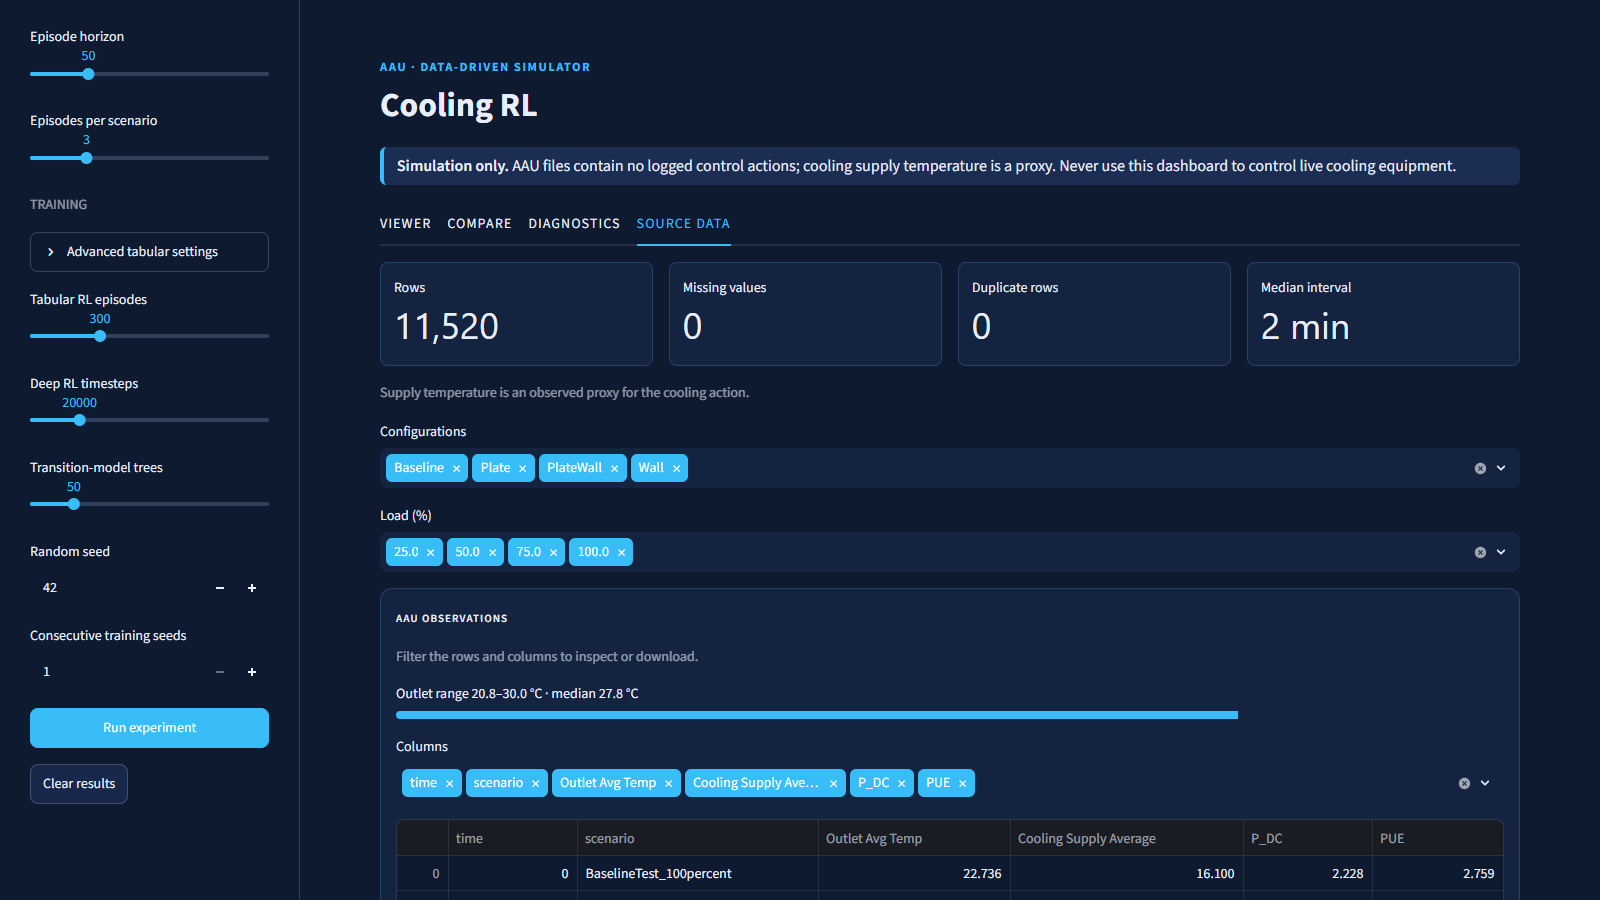 Episode horizon
50
Episodes per scenario
3
TRAINING
Advanced tabular settings
Tabular RL episodes
300
Deep RL timesteps
20000
Transition-model trees
50
Random seed
42
Consecutive training seeds
1
Run experiment
Clear results
AAU · DATA-DRIVEN SIMULATOR
Cooling RL
Simulation only. AAU files contain no logged control actions; cooling supply temperature is a proxy. Never use this dashboard to control live cooling equipment.
VIEWER COMPARE DIAGNOSTICS SOURCE DATA
Rows Missing values Duplicate rows Median interval
11,520 0 0 2 min
Supply temperature is an observed proxy for the cooling action.
Configurations
Baseline Plate PlateWall Wall
Load (%)
25.0 50.0 75.0 100.0
AAU OBSERVATIONS
Filter the rows and columns to inspect or download.
Outlet range 20.8–30.0 °C · median 27.8 °C
Columns
time scenario Outlet Avg Temp Cooling Supply Ave... P_DC PUE
time scenario Outlet Avg Temp Cooling Supply Average P_DC PUE
0 0 BaselineTest_100percent 22.736 16.100 2.228 2.759